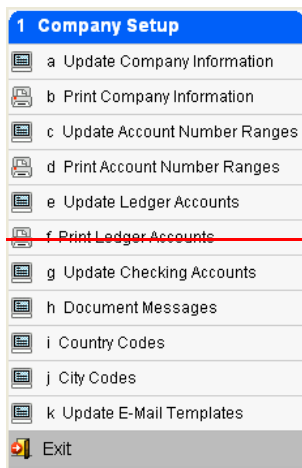 1 Company Setup
a Update Company Information
b Print Company Information
c Update Account Number Ranges
d Print Account Number Ranges
e Update Ledger Accounts
f Print Ledger Accounts
g Update Checking Accounts
h Document Messages
i Country Codes
j City Codes
k Update E-Mail Templates
Exit